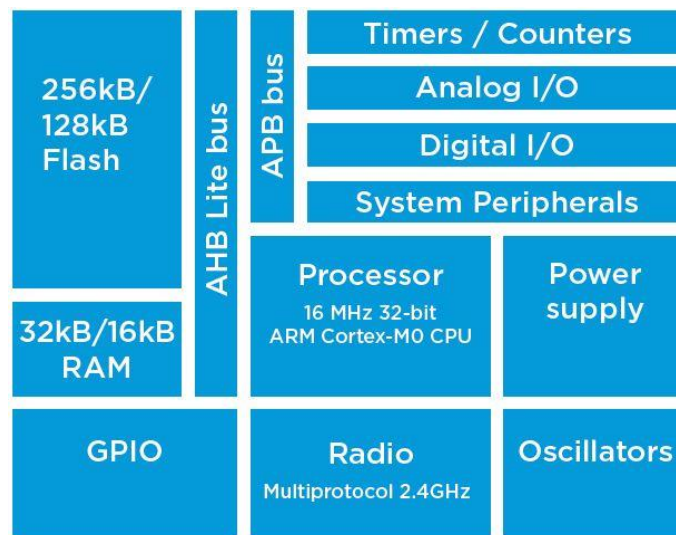 256kB/
128kB
Flash
32kB/16kB
RAM
AHB Lite bus
APB bus
Timers / Counters
Analog I/O
Digital I/O
System Peripherals
Processor
16 MHz 32-bit
ARM Cortex-M0 CPU
Power
supply
GPIO
Radio
Multiprotocol 2.4GHz
Oscillators